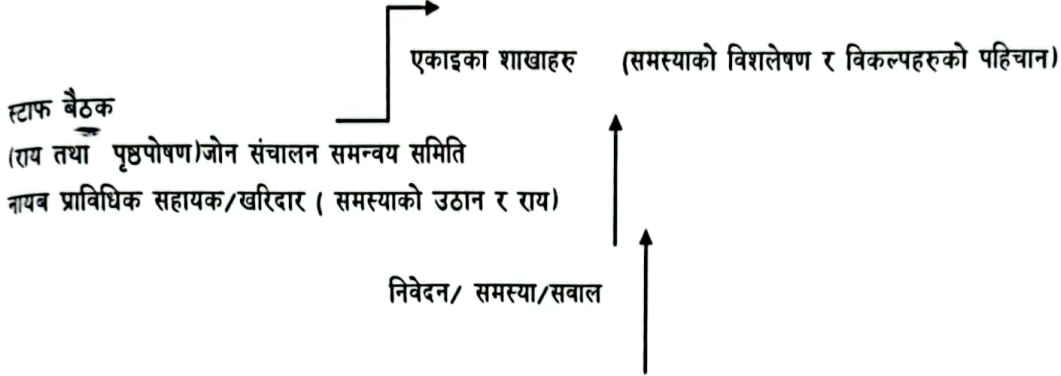 एकाइका शाखाहरु (समस्याको विशलेषण र विकल्पहरुको पहिचान)
स्टाफ बैठक
(राय तथा पृष्ठपोषण)जोन संचालन समन्वय समिति
नायब प्राविधिक सहायक/खरिदार ( समस्याको उठान र राय)
निवेदन/ समस्या/सवाल